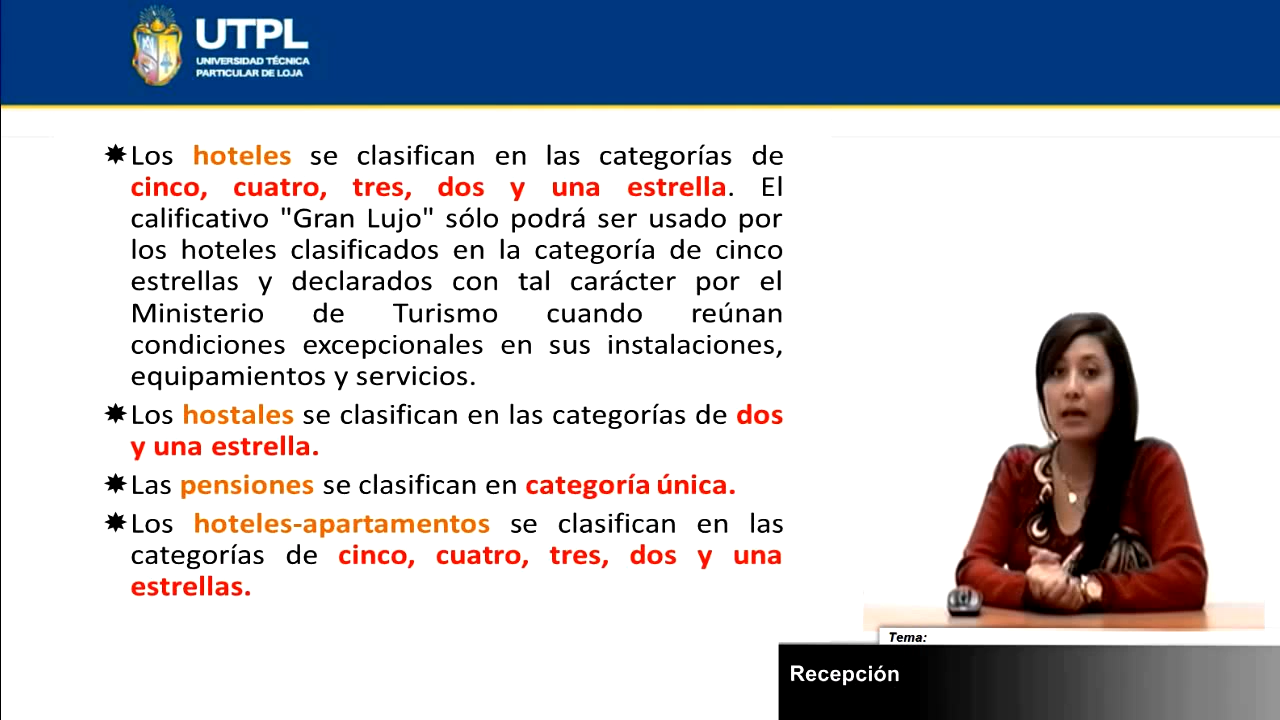 UTPL
UNIVERSIDAD TÉCNICA
PARTICULAR DE LOJA
Los hoteles se clasifican en las categorías de
cinco, cuatro, tres, dos y una estrella. El
calificativo "Gran Lujo" sólo podrá ser usado por
los hoteles clasificados en la categoría de cinco
estrellas y declarados con tal carácter por el
Ministerio de Turismo cuando reúnan
condiciones excepcionales en sus instalaciones,
equipamientos y servicios.
Los hostales se clasifican en las categorías de dos
y una estrella.
Las pensiones se clasifican en categoría única.
Los hoteles-apartamentos se clasifican en las
categorías de cinco, cuatro, tres, dos y una
estrellas.
Tema:
Recepción